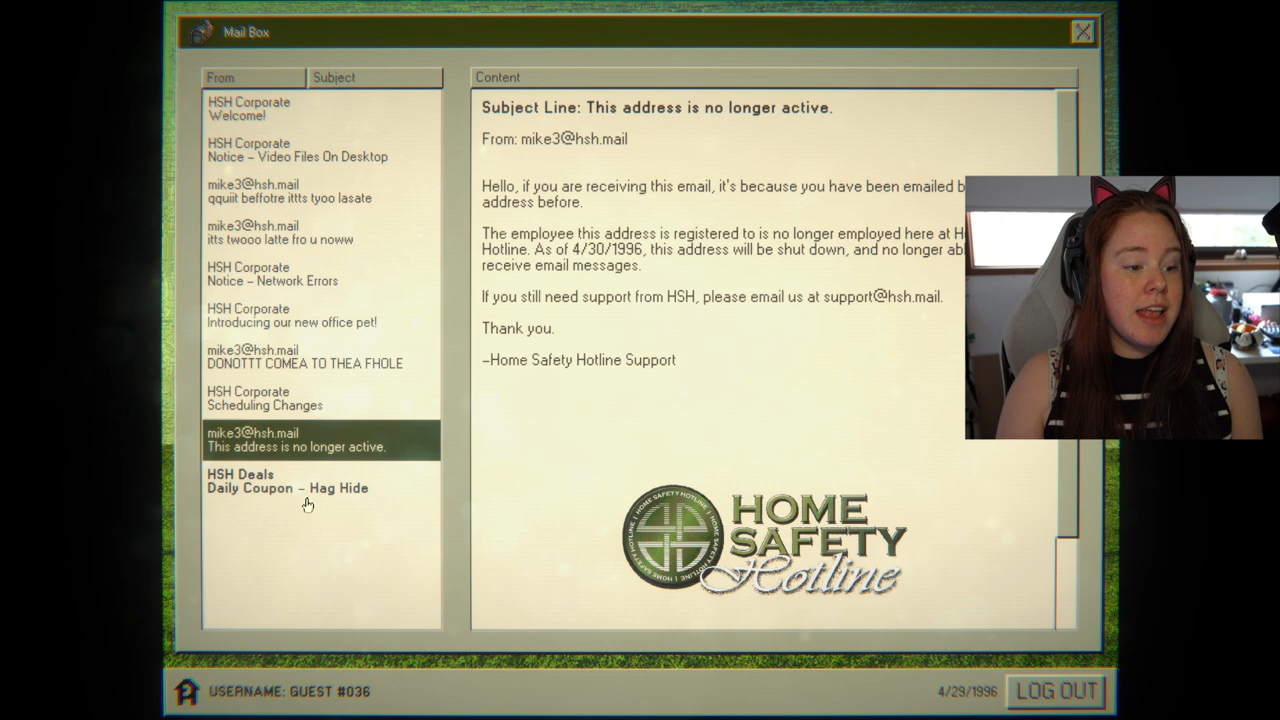 Mail Box
From
Subject
Content
HSH Corporate
Welcome!
HSH Corporate
Notice - Video Files On Desktop
mike3@hsh.mail
qquiit beffotre ittts tyoo lasate
mike3@hsh.mail
itts twooo latte fro u noww
HSH Corporate
Notice - Network Errors
HSH Corporate
Introducing our new office pet!
mike3@hsh.mail
DONOTTT COMEA TO THEA FHOLE
HSH Corporate
Scheduling Changes
mike3@hsh.mail
This address is no longer active.
HSH Deals
Daily Coupon - Hag Hide
Subject Line: This address is no longer active.
From: mike3@hsh.mail
Hello, if you are receiving this email, it's because you have been emailed
address before.
The employee this address is registered to is no longer employed here at
Hotline. As of 4/30/1996, this address will be shut down, and no longer
receive email messages.
If you still need support from HSH, please email us at support@hsh.mail.
Thank you.
-Home Safety Hotline Support
HOME SAFETY HOTLINE
HOME
SAFETY
Hotline
USERNAME: GUEST #036
4/29/1996
LOG OUT